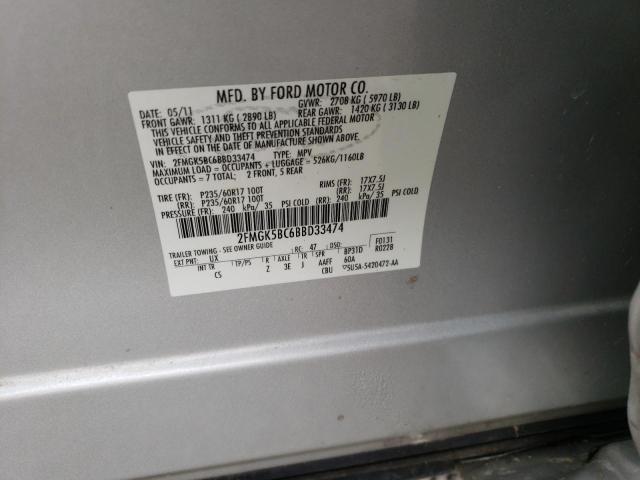 MFD. BY FORD MOTOR CO.
DATE: 05/11 GVWR: 2708 KG ( 5970 LB)
FRONT GAWR: 1311 KG ( 2890 LB) REAR GAWR: 1420 KG ( 3130 LB)
THIS VEHICLE CONFORMS TO ALL APPLICABLE FEDERAL MOTOR
VEHICLE SAFETY AND THEFT PREVENTION STANDARDS
IN EFFECT ON THE DATE OF MANUFACTURE SHOWN ABOVE.
VIN: 2FMGK5BC6BBD33474 TYPE: MPV
MAXIMUM LOAD = OCCUPANTS + LUGGAGE = 526KG/1160LB
OCCUPANTS = 7 TOTAL; 2 FRONT, 5 REAR
TIRE (FR): P235/60R17 100T RIMS (FR): 17X7.5J
(RR): P235/60R17 100T (RR): 17X7.5J
PRESSURE (FR): 240 kPa/ 35 PSI COLD (RR): 240 kPa/ 35 PSI COLD
2FMGK5BC6BBD33474
TRAILER TOWING - SEE OWNER GUIDE RC: 47 DSO: F0131
EXT PNT: UX BP31D R0228
INT TR TP/PS R AXLE TR SPR 60A
CS Z 3E J AAFF
CBU ▽SU5A-5420472-AA